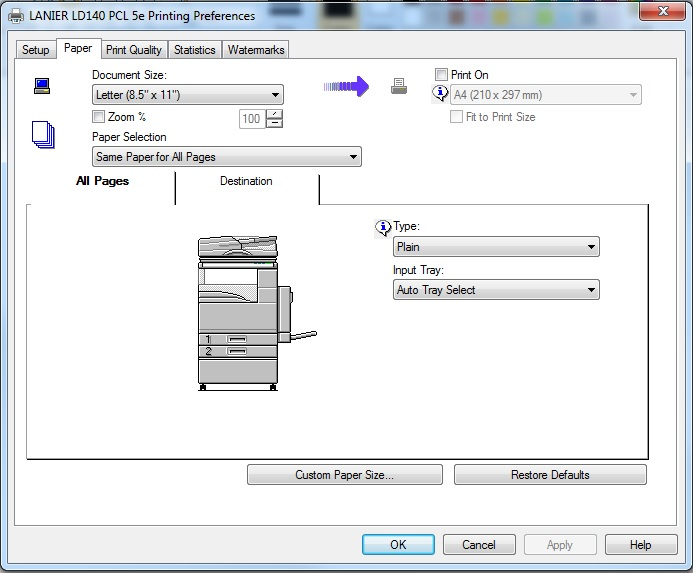 LANIER LD140 PCL 5e Printing Preferences
Setup Paper Print Quality Statistics Watermarks
Document Size:
Letter (8.5" x 11")
Print On
A4 (210 x 297 mm)
Zoom % 100
Fit to Print Size
Paper Selection
Same Paper for All Pages
All Pages Destination
Type:
Plain
Input Tray:
Auto Tray Select
1
2
Custom Paper Size... Restore Defaults
OK Cancel Apply Help